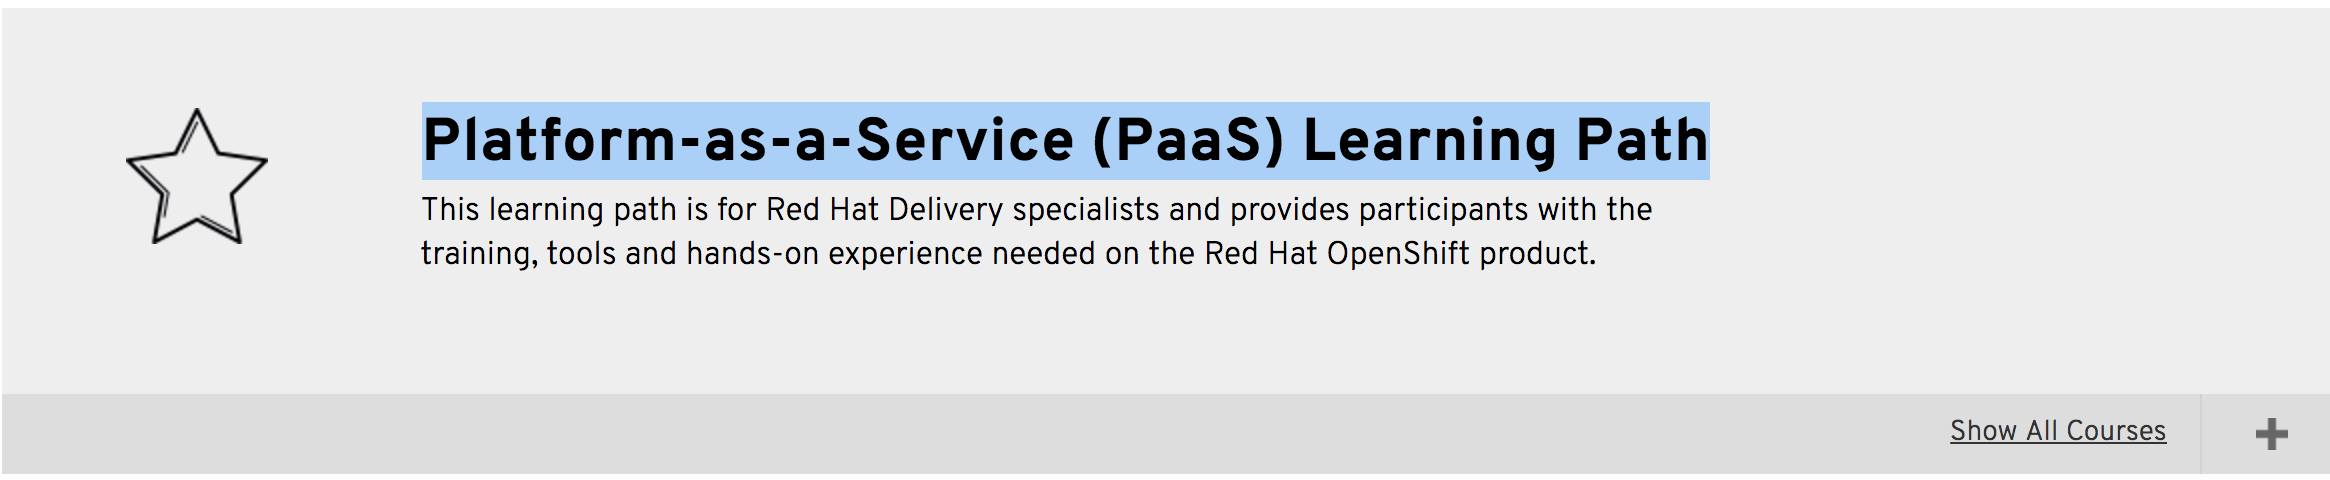 Platform-as-a-Service (PaaS) Learning Path
This learning path is for Red Hat Delivery specialists and provides participants with the
training, tools and hands-on experience needed on the Red Hat OpenShift product.
Show All Courses